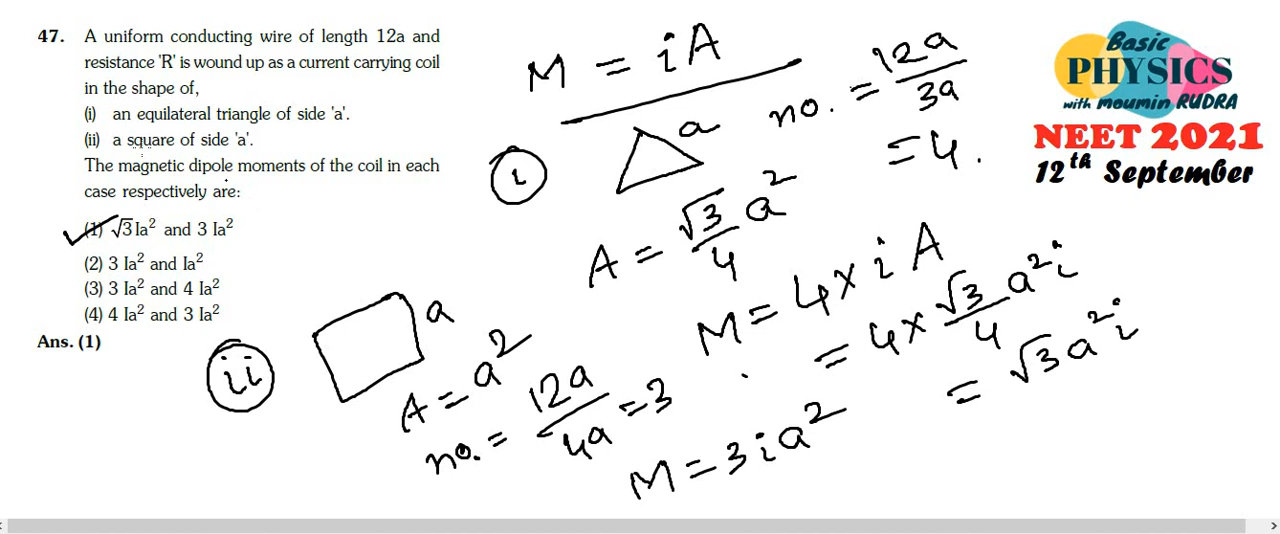 47. A uniform conducting wire of length 12a and
resistance 'R' is wound up as a current carrying coil
in the shape of,
(i) an equilateral triangle of side 'a'.
(ii) a square of side 'a'.
The magnetic dipole moments of the coil in each
case respectively are:
(1) √3Ia² and 3 Ia²
(2) 3 Ia² and Ia²
(3) 3 Ia² and 4 Ia²
(4) 4 Ia² and 3 Ia²
Ans. (1)
M = iA
i
a
no. = 12a/3a
= 4.
A = √3/4 a²
M = 4 × i A
= 4 × √3/4 a² i
= √3 a² i
ii
a
A = a²
no. = 12a/4a = 3
M = 3 i a²
Basic
PHYSICS
with moumin RUDRA
NEET 2021
12th September